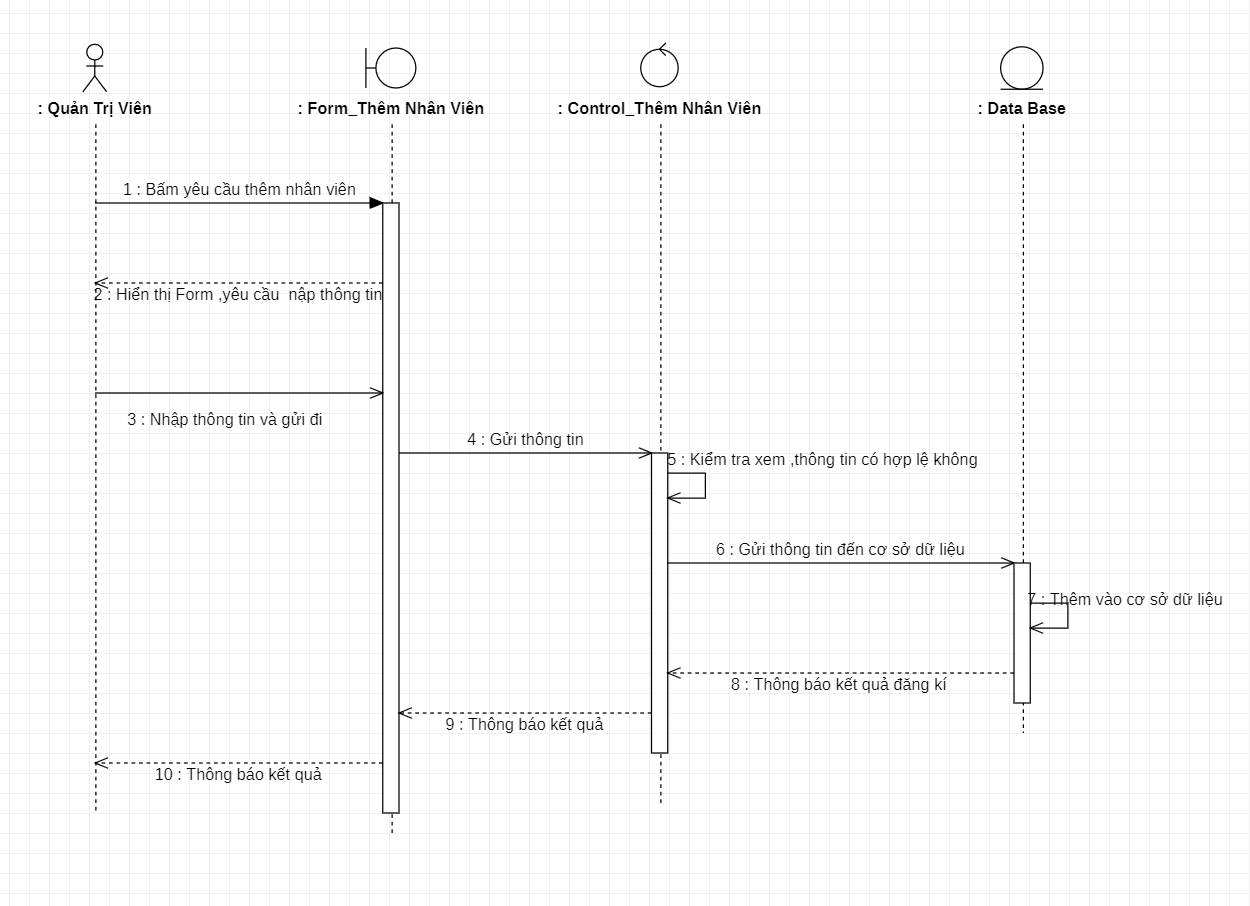 : Quản Trị Viên
: Form_Thêm Nhân Viên
: Control_Thêm Nhân Viên
: Data Base
1 : Bấm yêu cầu thêm nhân viên
2 : Hiển thị Form ,yêu cầu  nập thông tin
3 : Nhập thông tin và gửi đi
4 : Gửi thông tin
5 : Kiểm tra xem ,thông tin có hợp lệ không
6 : Gửi thông tin đến cơ sở dữ liệu
7 : Thêm vào cơ sở dữ liệu
8 : Thông báo kết quả đăng kí
9 : Thông báo kết quả
10 : Thông báo kết quả